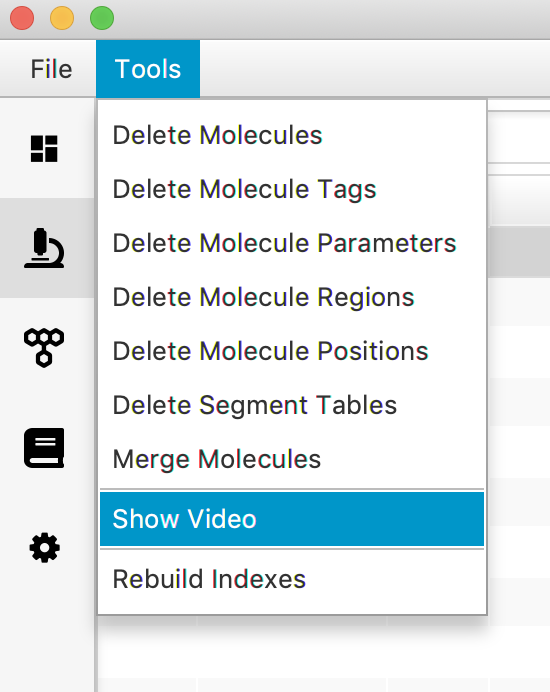 File Tools
Delete Molecules
Delete Molecule Tags
Delete Molecule Parameters
Delete Molecule Regions
Delete Molecule Positions
Delete Segment Tables
Merge Molecules
Show Video
Rebuild Indexes